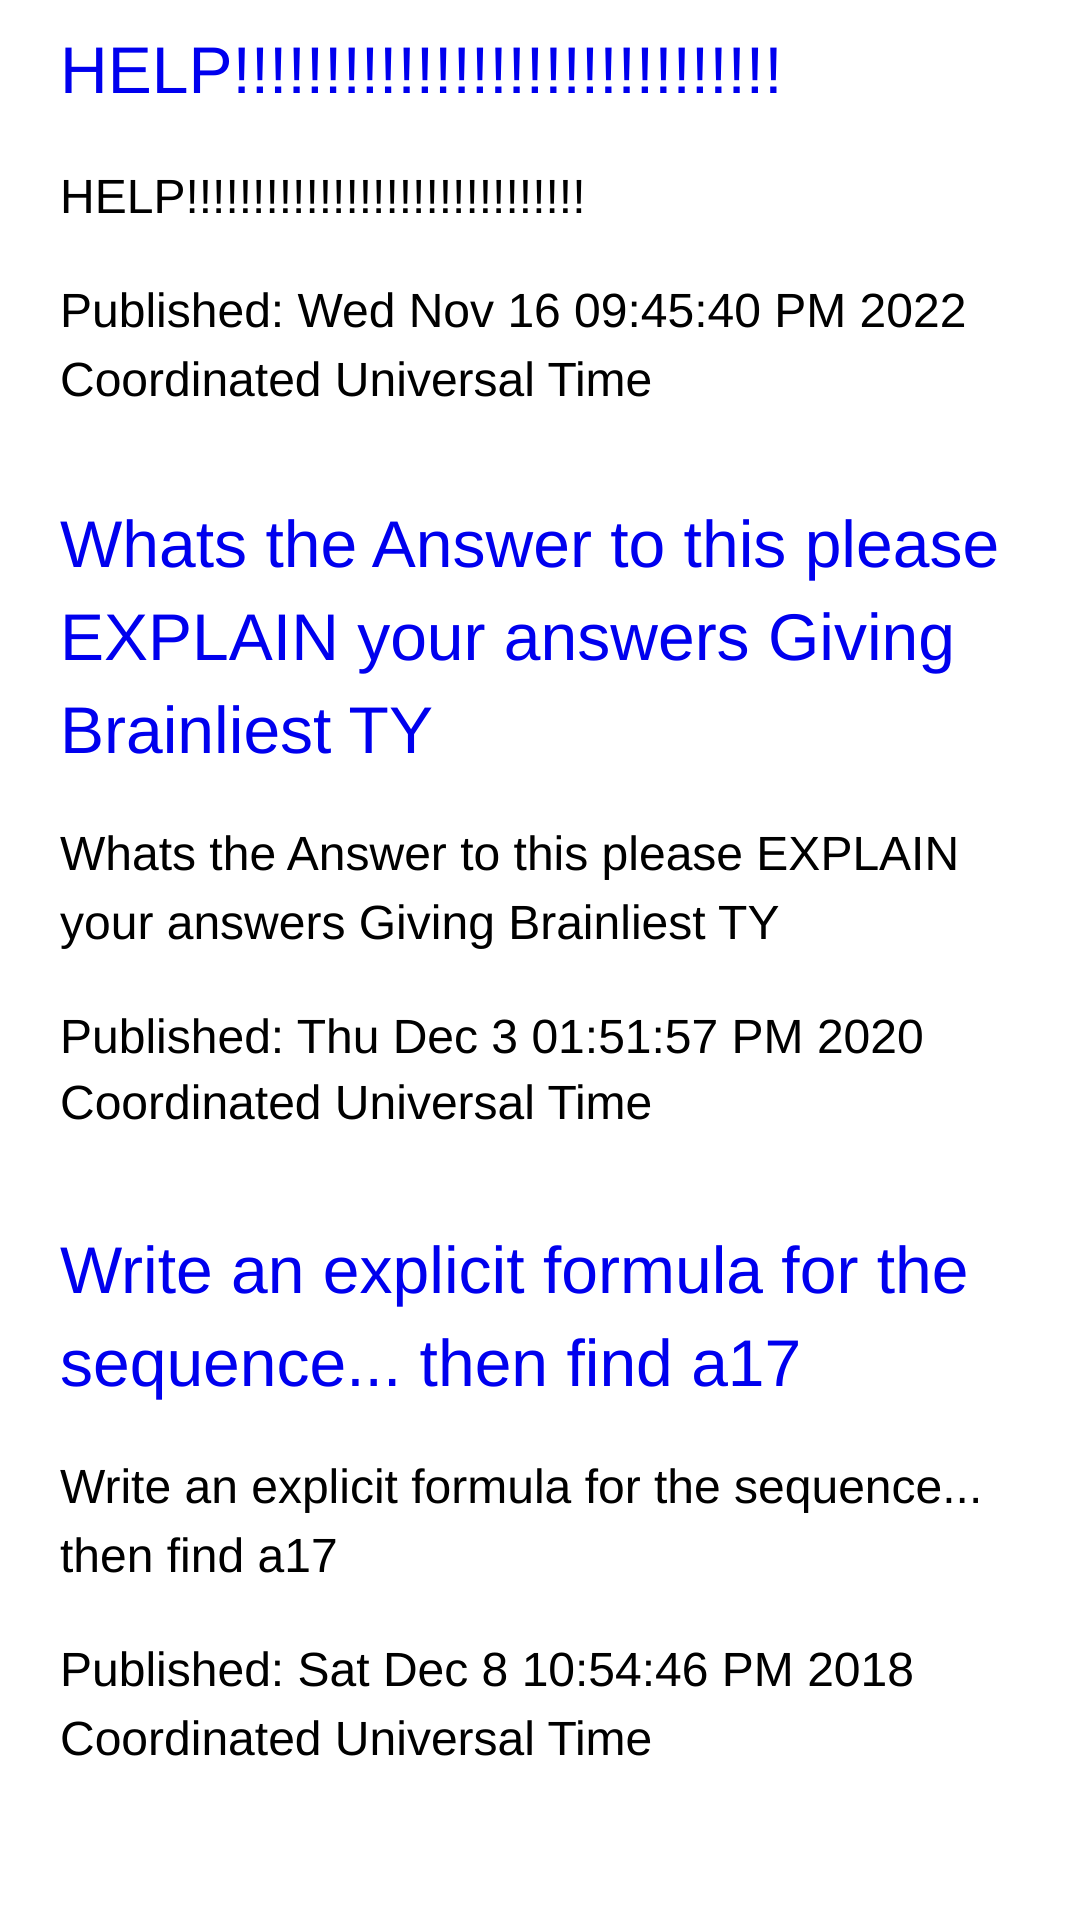 HELP!!!!!!!!!!!!!!!!!!!!!!!!!!!!!!
HELP!!!!!!!!!!!!!!!!!!!!!!!!!!!!!!
Published: Wed Nov 16 09:45:40 PM 2022
Coordinated Universal Time
Whats the Answer to this please
EXPLAIN your answers Giving
Brainliest TY
Whats the Answer to this please EXPLAIN
your answers Giving Brainliest TY
Published: Thu Dec 3 01:51:57 PM 2020
Coordinated Universal Time
Write an explicit formula for the
sequence... then find a17
Write an explicit formula for the sequence...
then find a17
Published: Sat Dec 8 10:54:46 PM 2018
Coordinated Universal Time